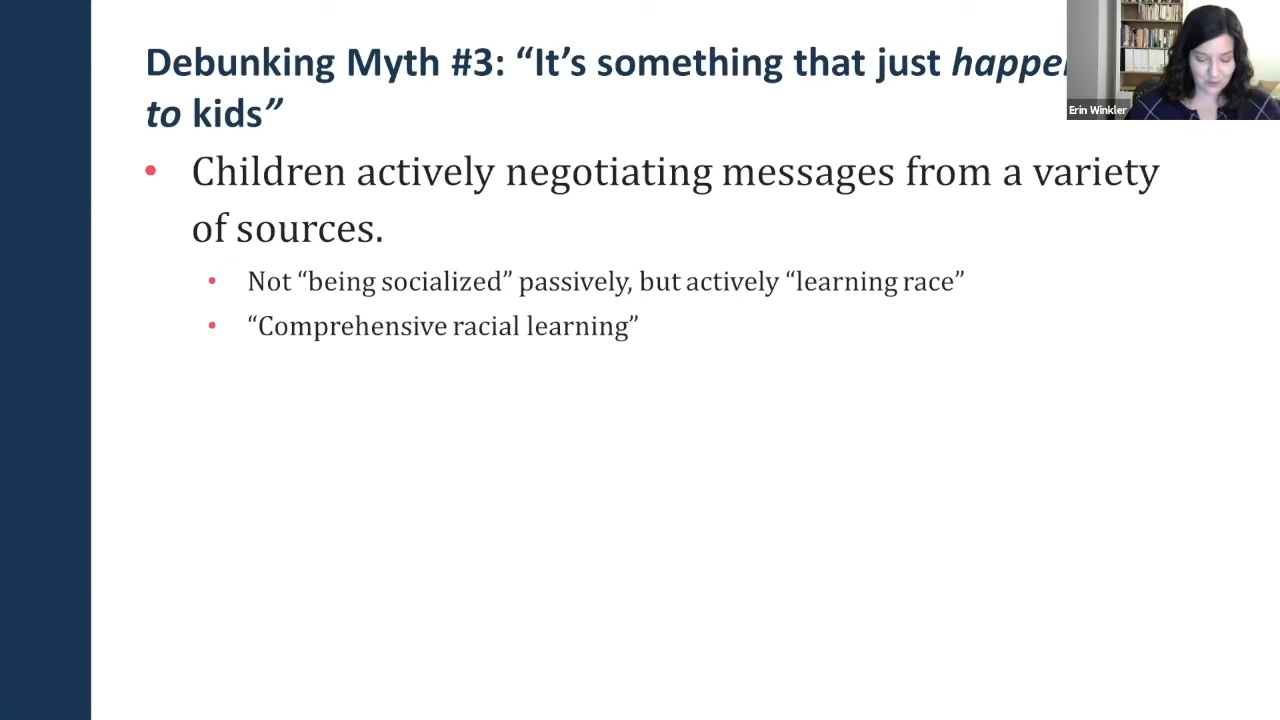 Debunking Myth #3: “It’s something that just
to kids”
Children actively negotiating messages from a variety
of sources.
Not “being socialized” passively, but actively “learning race”
“Comprehensive racial learning”
Erin Winkler